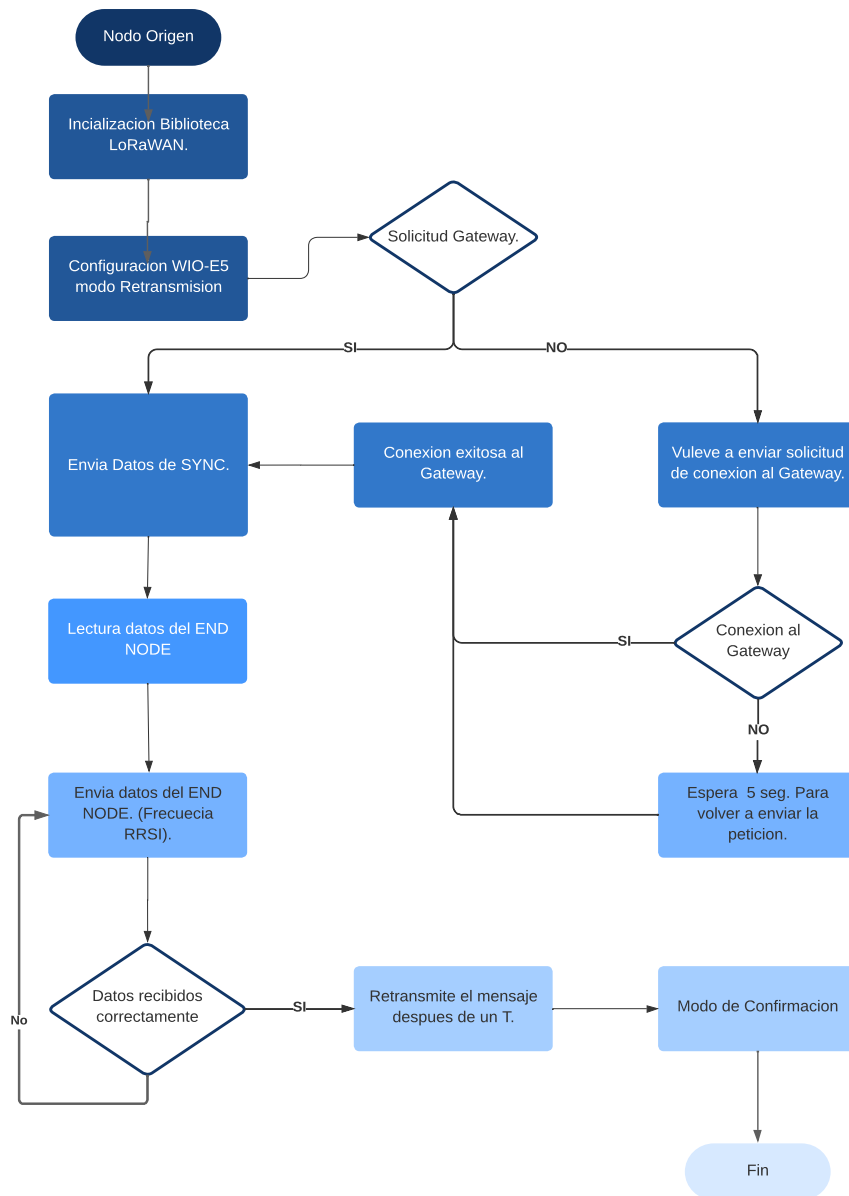 Nodo Origen
Incializacion Biblioteca
LoRaWAN.
Configuracion WIO-E5
modo Retransmision
Solicitud Gateway.
SI
NO
Envia Datos de SYNC.
Conexion exitosa al
Gateway.
Vuleve a enviar solicitud
de conexion al Gateway.
Lectura datos del END
NODE
Conexion al
Gateway
SI
NO
Envia datos del END
NODE. (Frecuecia
RRSI).
Espera  5 seg. Para
volver a enviar la
peticion.
Datos recibidos
correctamente
No
SI
Retransmite el mensaje
despues de un T.
Modo de Confirmacion
Fin